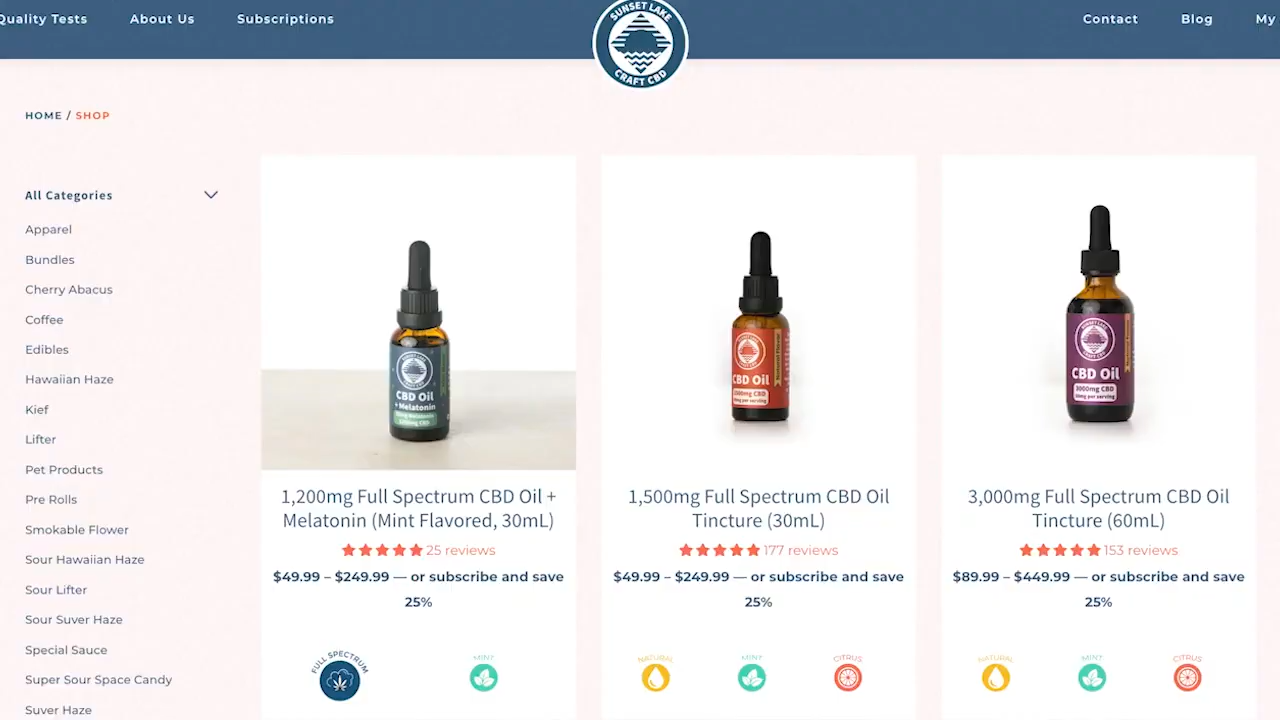 Quality Tests
About Us
Subscriptions
SUNSET LAKE
CRAFT CBD
Contact
Blog
My
HOME / SHOP
All Categories
Apparel
Bundles
Cherry Abacus
Coffee
Edibles
Hawaiian Haze
Kief
Lifter
Pet Products
Pre Rolls
Smokable Flower
Sour Hawaiian Haze
Sour Lifter
Sour Suver Haze
Special Sauce
Super Sour Space Candy
Suver Haze
CBD Oil
+ Melatonin
1,200mg Full Spectrum CBD Oil +
Melatonin (Mint Flavored, 30mL)
25 reviews
$49.99 – $249.99 — or subscribe and save
25%
FULL SPECTRUM
MINT
CBD Oil
1,500mg Full Spectrum CBD Oil
Tincture (30mL)
177 reviews
$49.99 – $249.99 — or subscribe and save
25%
NATURAL
MINT
CITRUS
SUNSET LAKE
CRAFT CBD
CBD Oil
3000mg CBD
3,000mg Full Spectrum CBD Oil
Tincture (60mL)
153 reviews
$89.99 – $449.99 — or subscribe and save
25%
NATURAL
MINT
CITRUS